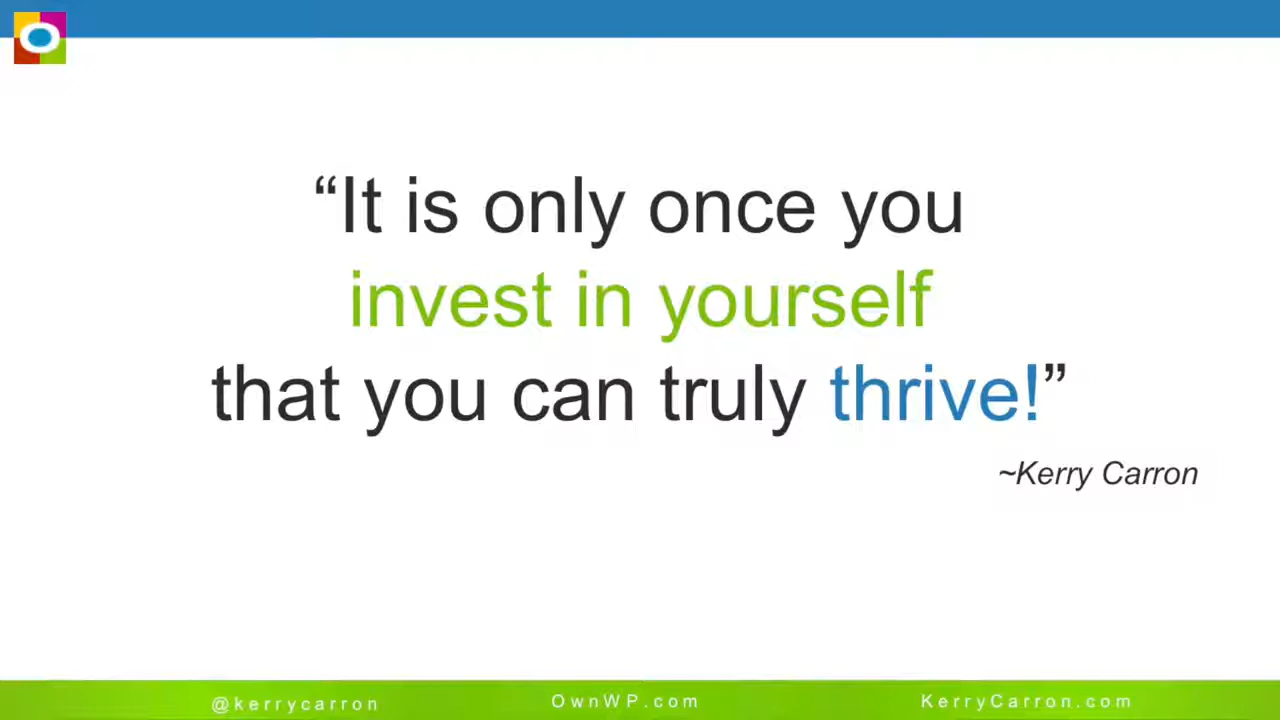 “It is only once you
invest in yourself
that you can truly thrive!”
~Kerry Carron
@kerrycarron
OwnWP.com
KerryCarron.com